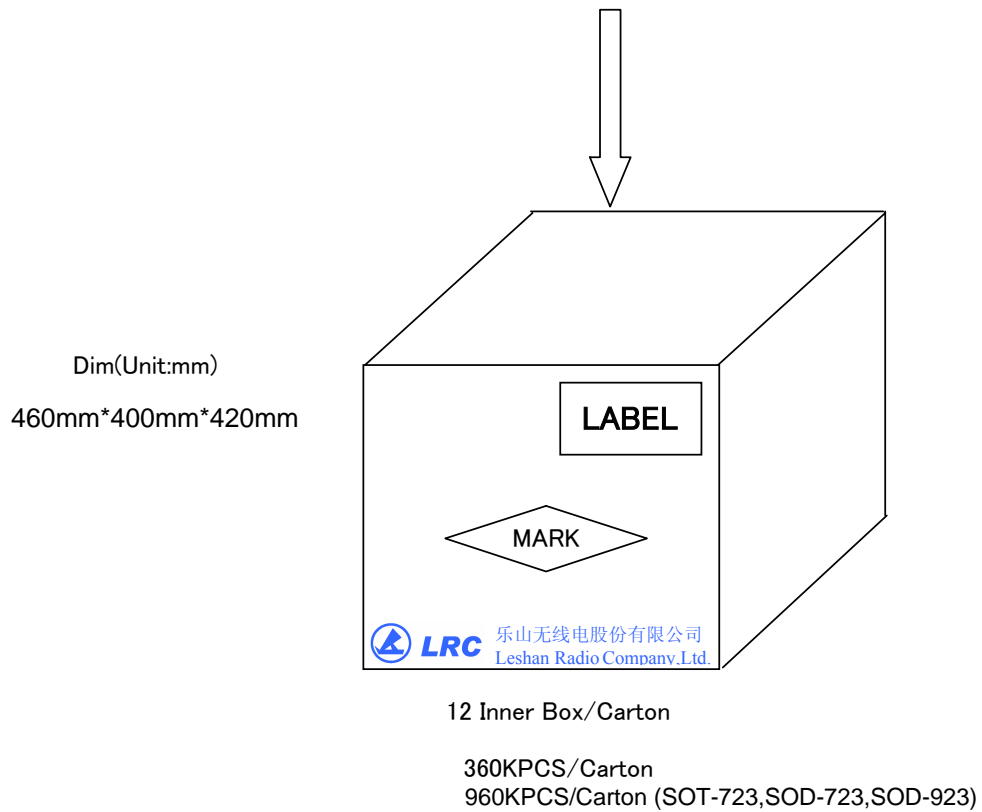 Dim(Unit:mm)
460mm*400mm*420mm
LABEL
MARK
LRC 乐山无线电股份有限公司
Leshan Radio Company,Ltd.
12 Inner Box/Carton
360KPCS/Carton
960KPCS/Carton (SOT-723,SOD-723,SOD-923)